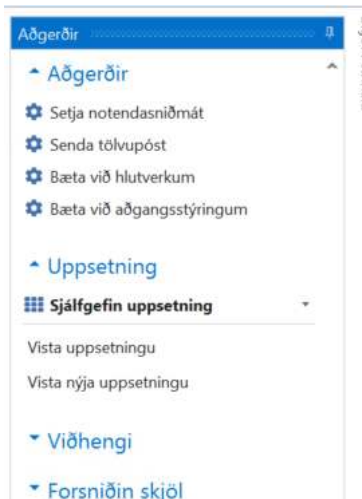 Aðgerðir
Aðgerðir
Setja notendasniðmát
Senda tölvupóst
Bæta við hlutverkum
Bæta við aðgangsstýringum
Uppsetning
Sjálfgefin uppsetning
Vista uppsetningu
Vista nýja uppsetningu
Viðhengi
Forsniðin skjöl